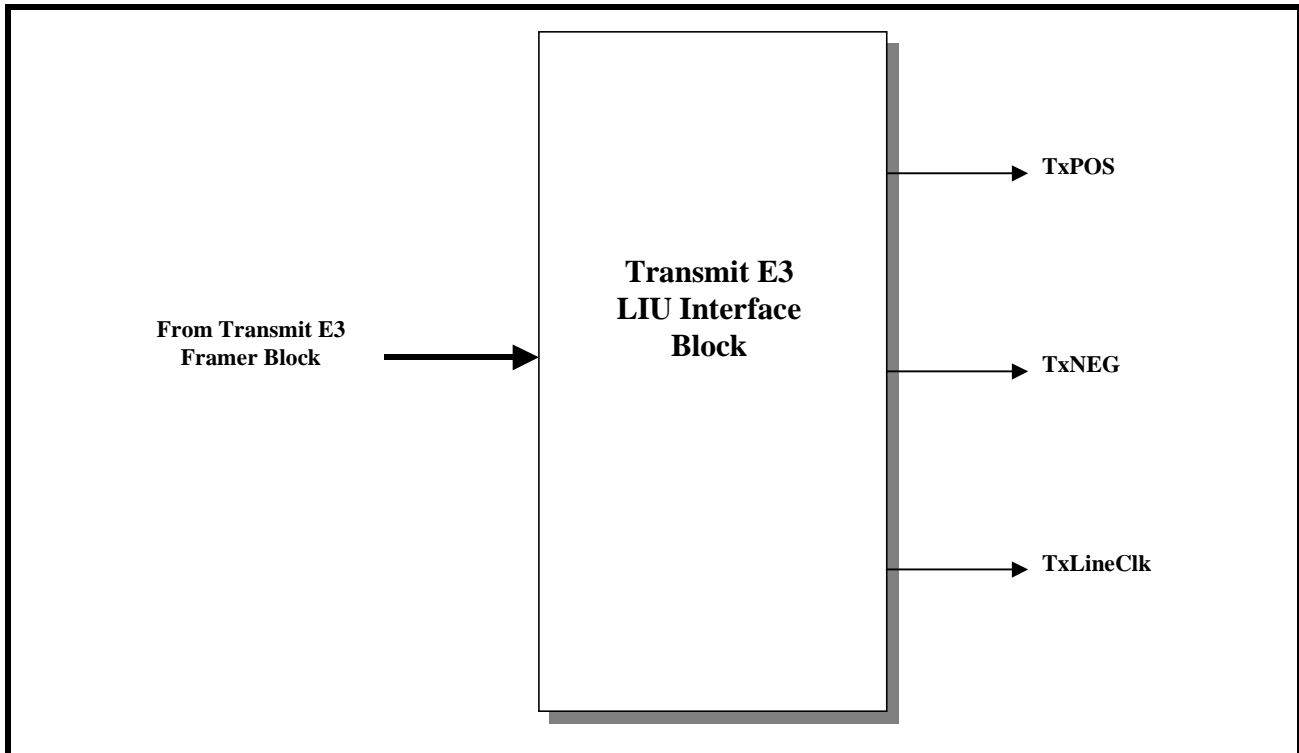 From Transmit E3
Framer Block
Transmit E3
LIU Interface
Block
TxPOS
TxNEG
TxLineClk